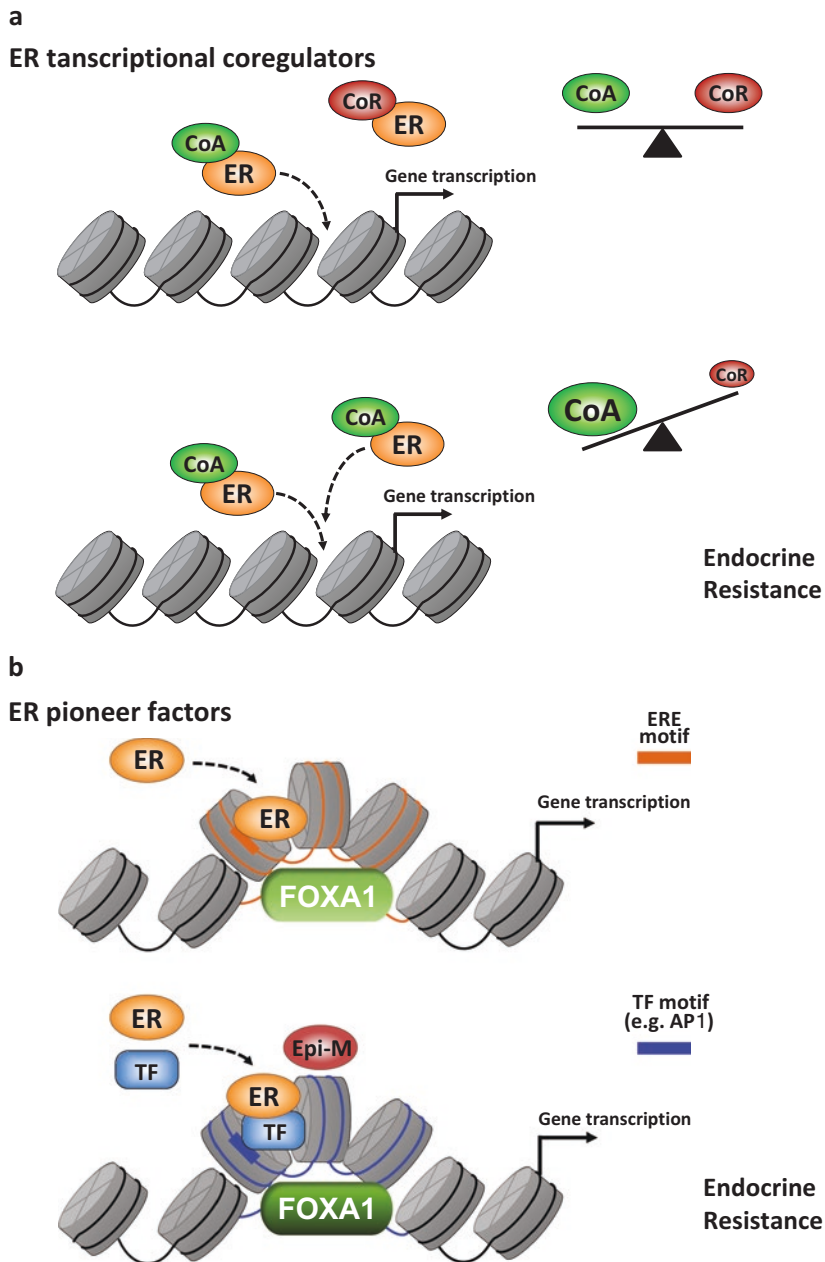 a
ER tanscriptional coregulators
CoR
ER
CoA
ER
Gene transcription
CoA
CoR
CoA
ER
CoA
ER
Gene transcription
CoA
CoR
Endocrine
Resistance
b
ER pioneer factors
ERE
motif
ER
ER
FOXA1
Gene transcription
TF motif
(e.g. AP1)
ER
TF
Epi-M
ER
TF
FOXA1
Gene transcription
Endocrine
Resistance